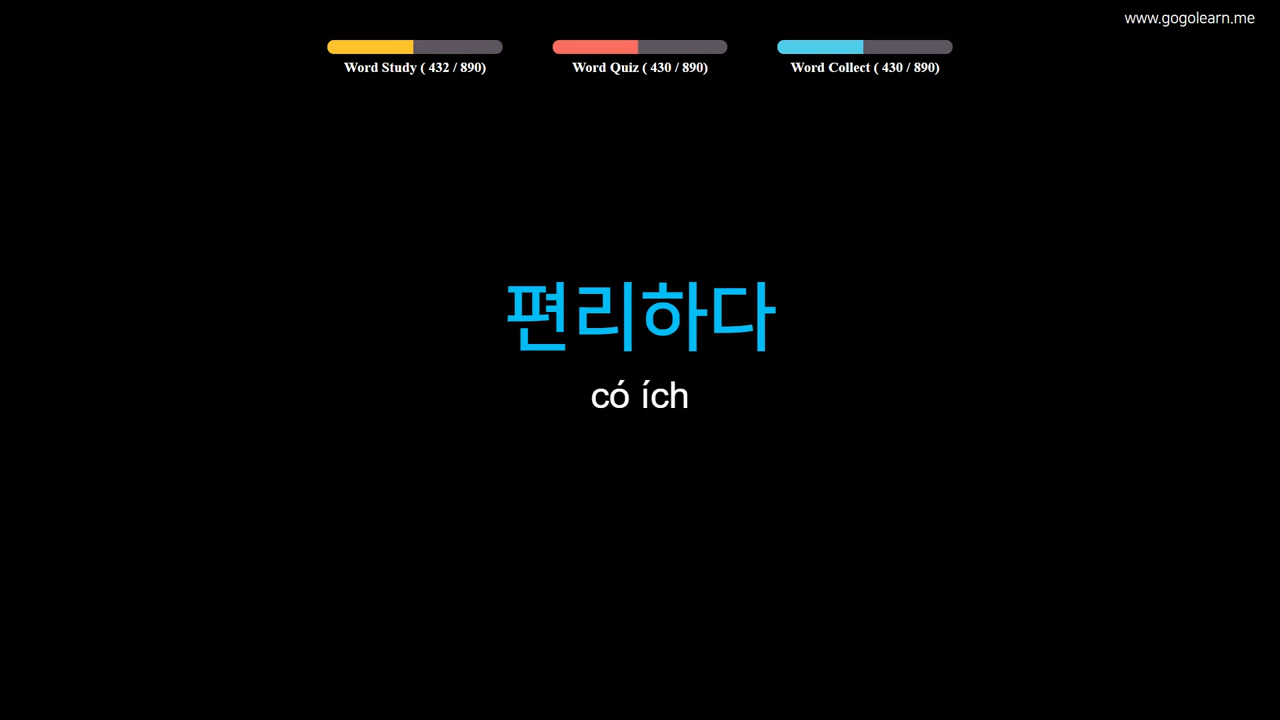 www.gogolearn.me
Word Study ( 432 / 890)
Word Quiz ( 430 / 890)
Word Collect ( 430 / 890)
편리하다
có ích